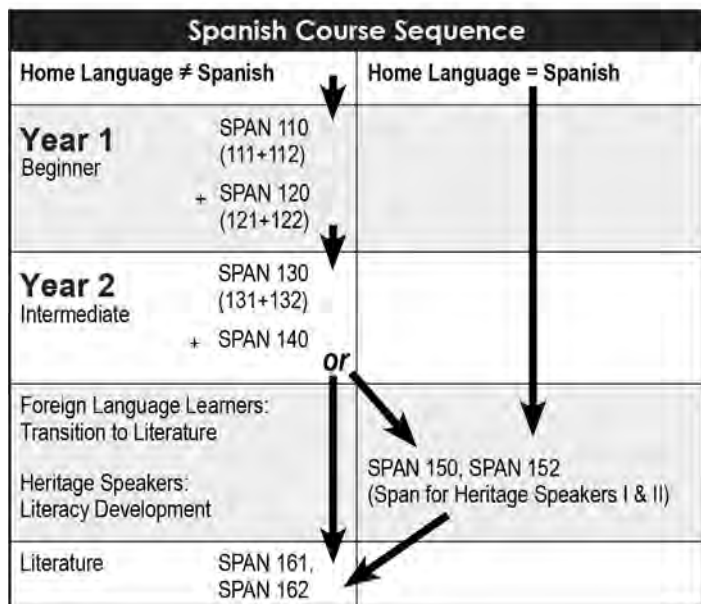 Spanish Course Sequence
Home Language ≠ Spanish
Home Language = Spanish
Year 1
Beginner
SPAN 110
(111+112)
+ SPAN 120
(121+122)
Year 2
Intermediate
SPAN 130
(131+132)
+ SPAN 140
or
Foreign Language Learners:
Transition to Literature
Heritage Speakers:
Literacy Development
SPAN 150, SPAN 152
(Span for Heritage Speakers I & II)
Literature
SPAN 161,
SPAN 162